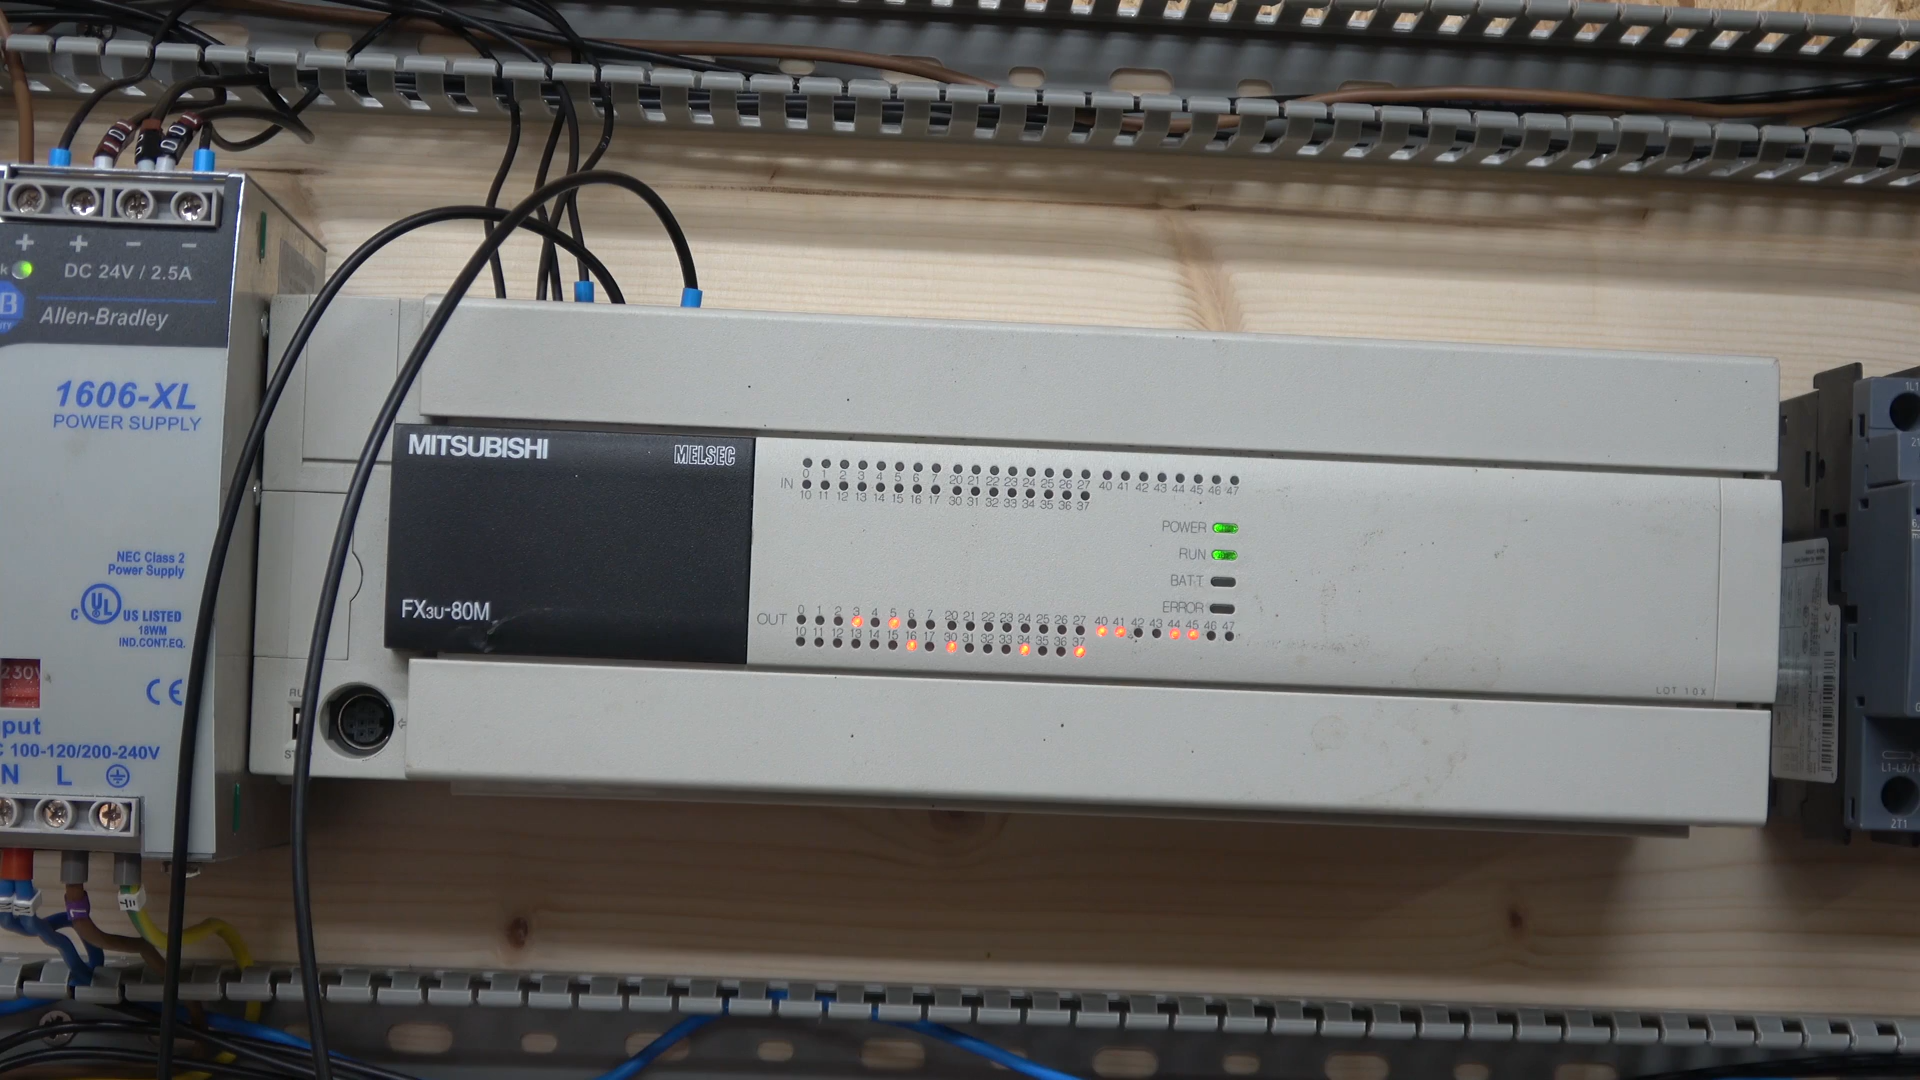 + + − −
DC 24V / 2.5A
Allen-Bradley
1606-XL
POWER SUPPLY
NEC Class 2
Power Supply
C UL US LISTED
18WM
IND.CONT.EQ.
230V
CE
put
100-120/200-240V
N L
MITSUBISHI
MELSEC
FX3U-80M
IN
0 1 2 3 4 5 6 7 20 21 22 23 24 25 26 27 40 41 42 43 44 45 46 47
10 11 12 13 14 15 16 17 30 31 32 33 34 35 36 37
POWER
RUN
BATT
ERROR
OUT
0 1 2 3 4 5 6 7 20 21 22 23 24 25 26 27 40 41 42 43 44 45 46 47
10 11 12 13 14 15 16 17 30 31 32 33 34 35 36 37
LOT 10X
2T1